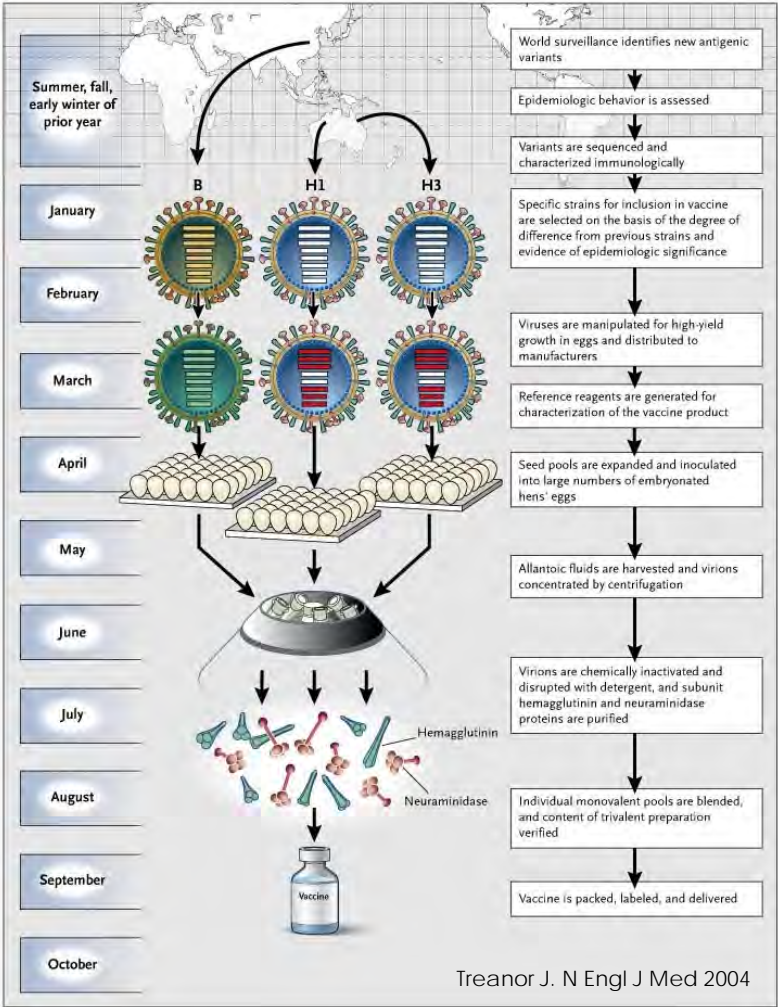 Summer, fall,
early winter of
prior year
January
February
March
April
May
June
July
August
September
October
B
H1
H3
Hemagglutinin
Neuraminidase
Vaccine
World surveillance identifies new antigenic
variants
Epidemiologic behavior is assessed
Variants are sequenced and
characterized immunologically
Specific strains for inclusion in vaccine
are selected on the basis of the degree of
difference from previous strains and
evidence of epidemiologic significance
Viruses are manipulated for high-yield
growth in eggs and distributed to
manufacturers
Reference reagents are generated for
characterization of the vaccine product
Seed pools are expanded and inoculated
into large numbers of embryonated
hens' eggs
Allantoic fluids are harvested and virions
concentrated by centrifugation
Virions are chemically inactivated and
disrupted with detergent, and subunit
hemagglutinin and neuraminidase
proteins are purified
Individual monovalent pools are blended,
and content of trivalent preparation
verified
Vaccine is packed, labeled, and delivered
Treanor J. N Engl J Med 2004